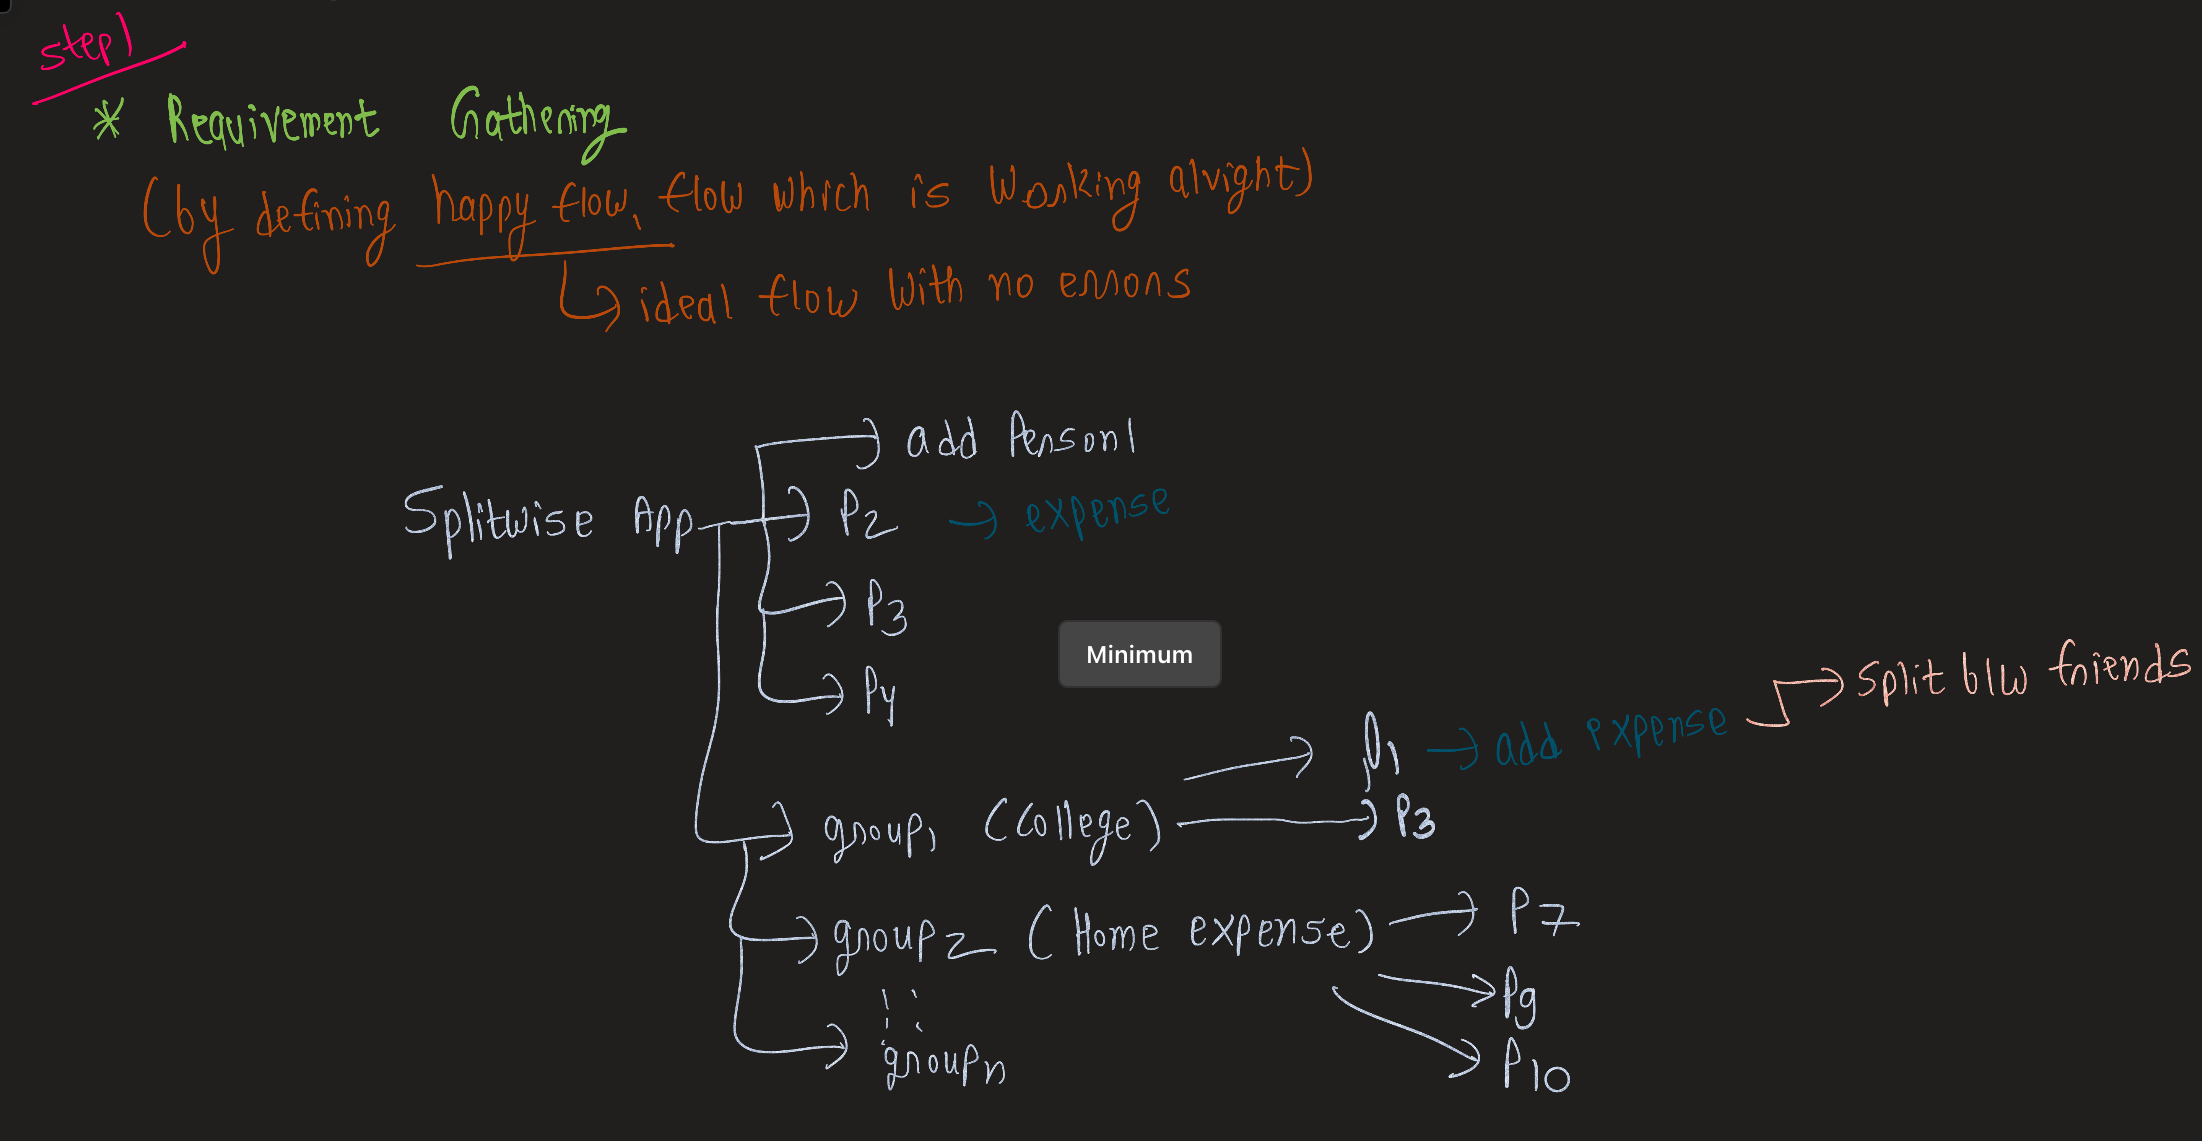 step1
* Requirement Gathering
(by defining happy flow, flow which is working alright)
ideal flow with no errors
add Person1
Splitwise App
P2 → expense
P3
P4
Minimum
Split b/w friends
P1 → add expense
group1 (College)
P3
group2 (Home expense)
P7
P9
P10
groupn